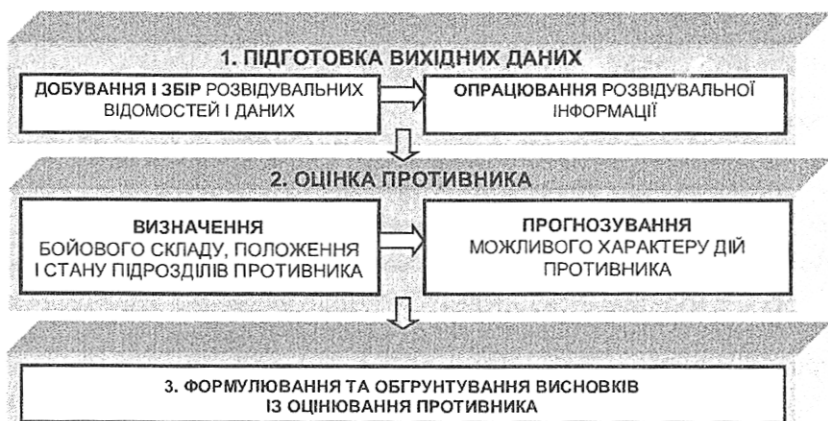 1. ПІДГОТОВКА ВИХІДНИХ ДАНИХ
ДОБУВАННЯ І ЗБІР РОЗВІДУВАЛЬНИХ
ВІДОМОСТЕЙ І ДАНИХ
ОПРАЦЮВАННЯ РОЗВІДУВАЛЬНОЇ
ІНФОРМАЦІЇ
2. ОЦІНКА ПРОТИВНИКА
ВИЗНАЧЕННЯ
БОЙОВОГО СКЛАДУ, ПОЛОЖЕННЯ
І СТАНУ ПІДРОЗДІЛІВ ПРОТИВНИКА
ПРОГНОЗУВАННЯ
МОЖЛИВОГО ХАРАКТЕРУ ДІЙ
ПРОТИВНИКА
3. ФОРМУЛЮВАННЯ ТА ОБГРУНТУВАННЯ ВИСНОВКІВ
ІЗ ОЦІНЮВАННЯ ПРОТИВНИКА